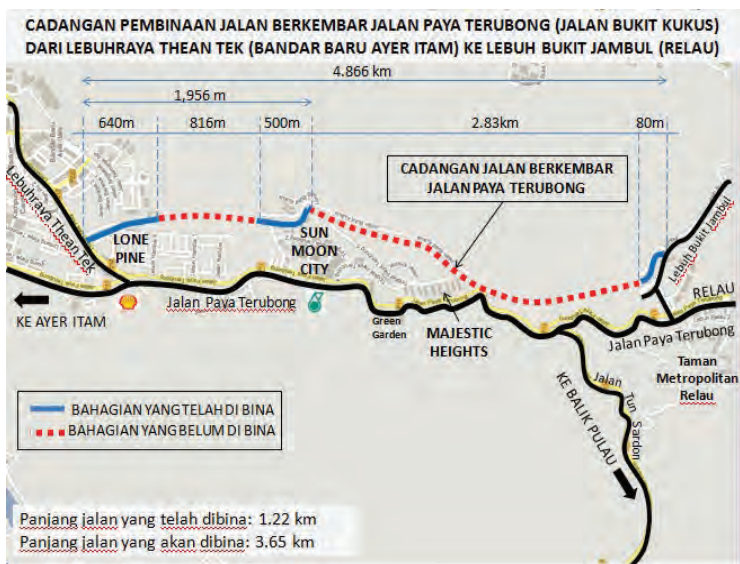 CADANGAN PEMBINAAN JALAN BERKEMBAR JALAN PAYA TERUBONG (JALAN BUKIT KUKUS)
DARI LEBUHRAYA THEAN TEK (BANDAR BARU AYER ITAM) KE LEBUH BUKIT JAMBUL (RELAU)
4.866 km
1,956 m
640m
816m
500m
2.83km
80m
CADANGAN JALAN BERKEMBAR
JALAN PAYA TERUBONG
Lebuhraya Thean Tek
LONE
PINE
SUN
MOON
CITY
Lebuh Bukit Jambul
RELAU
KE AYER ITAM
Jalan Paya Terubong
Green
Garden
MAJESTIC
HEIGHTS
Jalan Paya Terubong
Taman
Metropolitan
Relau
Jalan Tun Sardon
KE BALIK PULAU
BAHAGIAN YANG TELAH DI BINA
BAHAGIAN YANG BELUM DI BINA
Panjang jalan yang telah dibina: 1.22 km
Panjang jalan yang akan dibina: 3.65 km